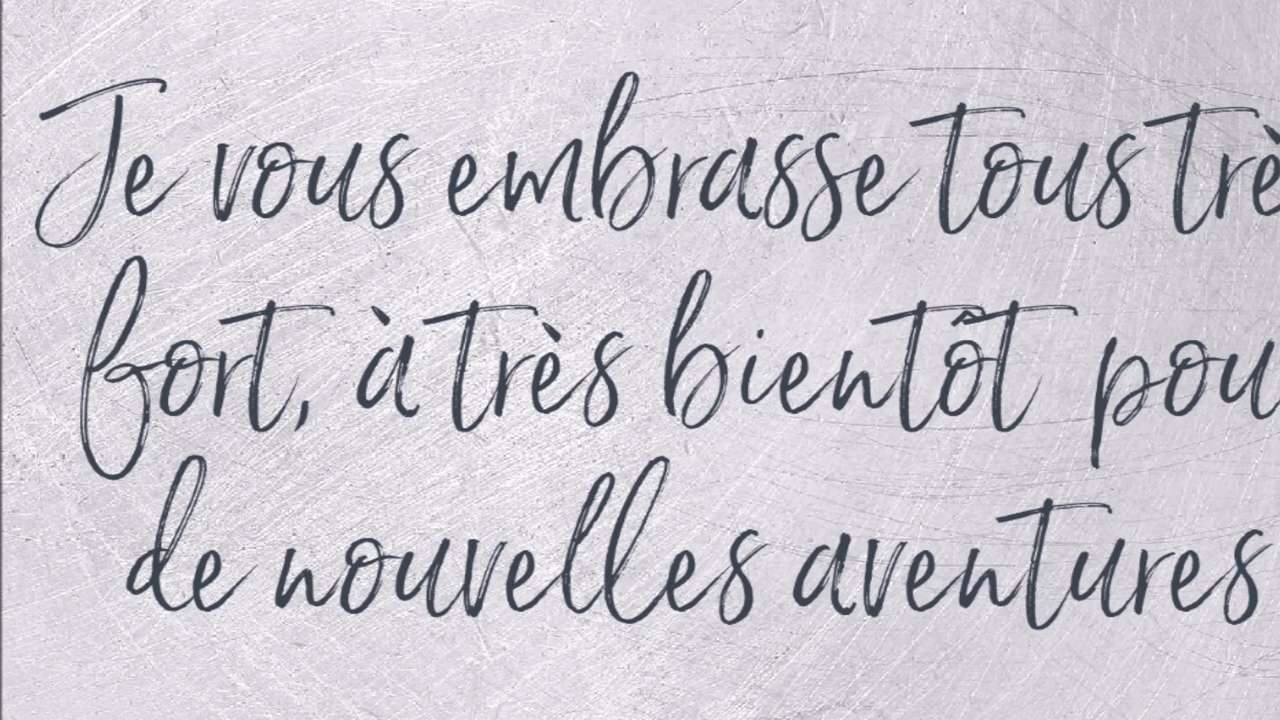 Je vous embrasse tous trè
fort, à très bientôt pou
de nouvelles aventures